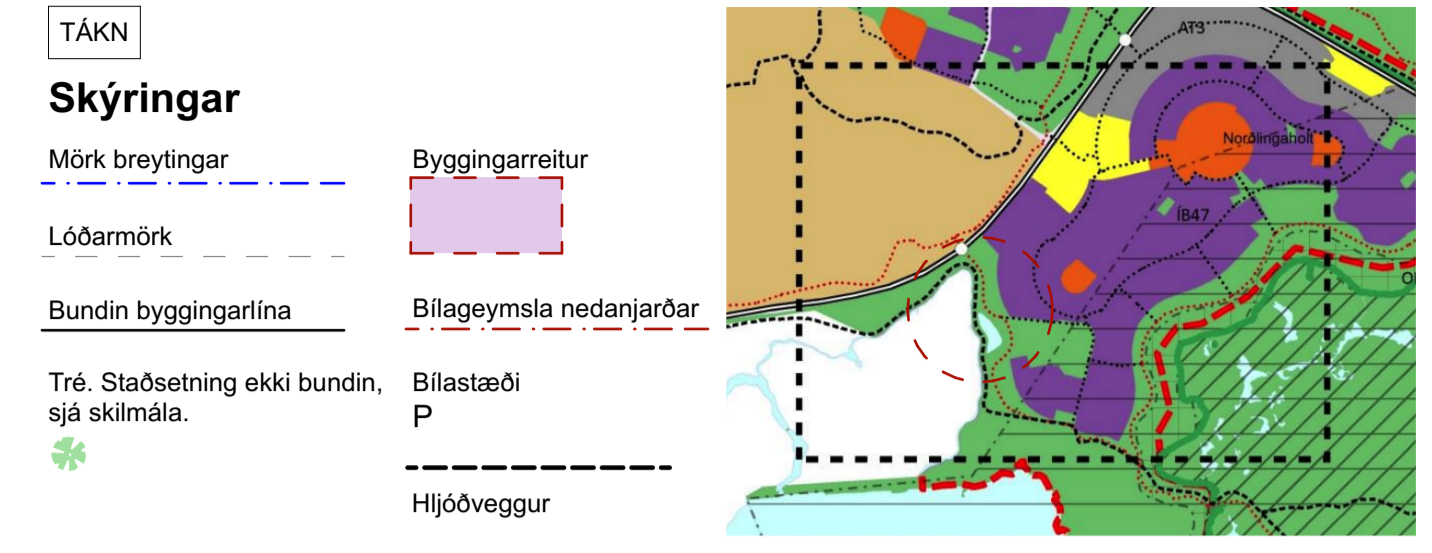 TÁKN
Skýringar
Mörk breytingar
Lóðarmörk
Bundin byggingarlína
Tré. Staðsetning ekki bundin,
sjá skilmála.
Byggingarreitur
Bílageymsla nedanjarðar
Bílastæði
P
Hljóðveggur
AT3
Norðlingaholt
ÍB47